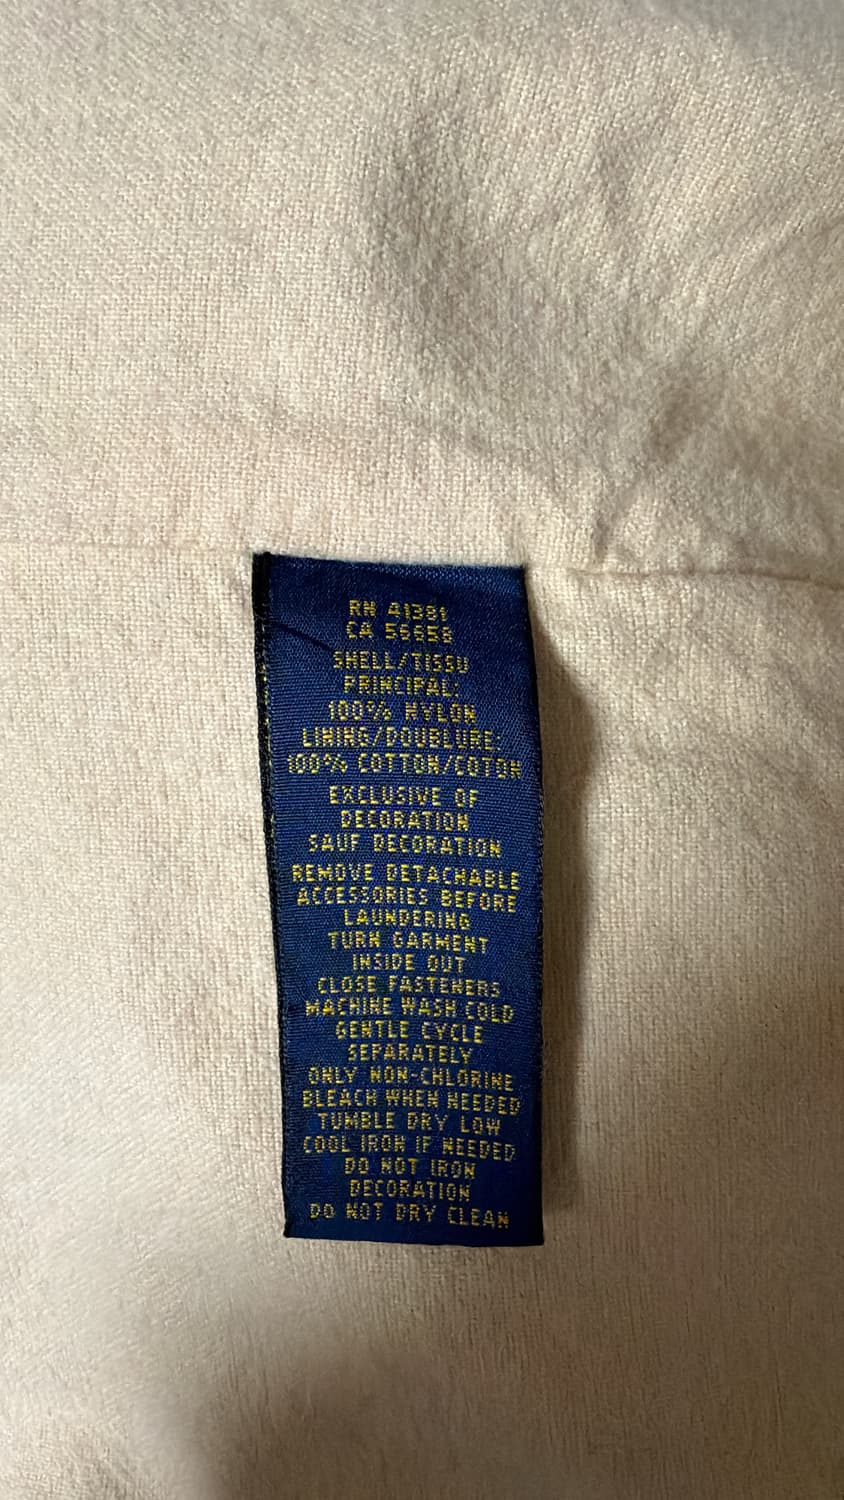 RN 41381
CA 56658
SHELL/TISSU
PRINCIPAL:
100% NYLON
LINING/DOUBLURE:
100% COTTON/COTON
EXCLUSIVE OF
DECORATION
SAUF DECORATION
REMOVE DETACHABLE
ACCESSORIES BEFORE
LAUNDERING
TURN GARMENT
INSIDE OUT
CLOSE FASTENERS
MACHINE WASH COLD
GENTLE CYCLE
SEPARATELY
ONLY NON-CHLORINE
BLEACH WHEN NEEDED
TUMBLE DRY LOW
COOL IRON IF NEEDED
DO NOT IRON
DECORATION
DO NOT DRY CLEAN